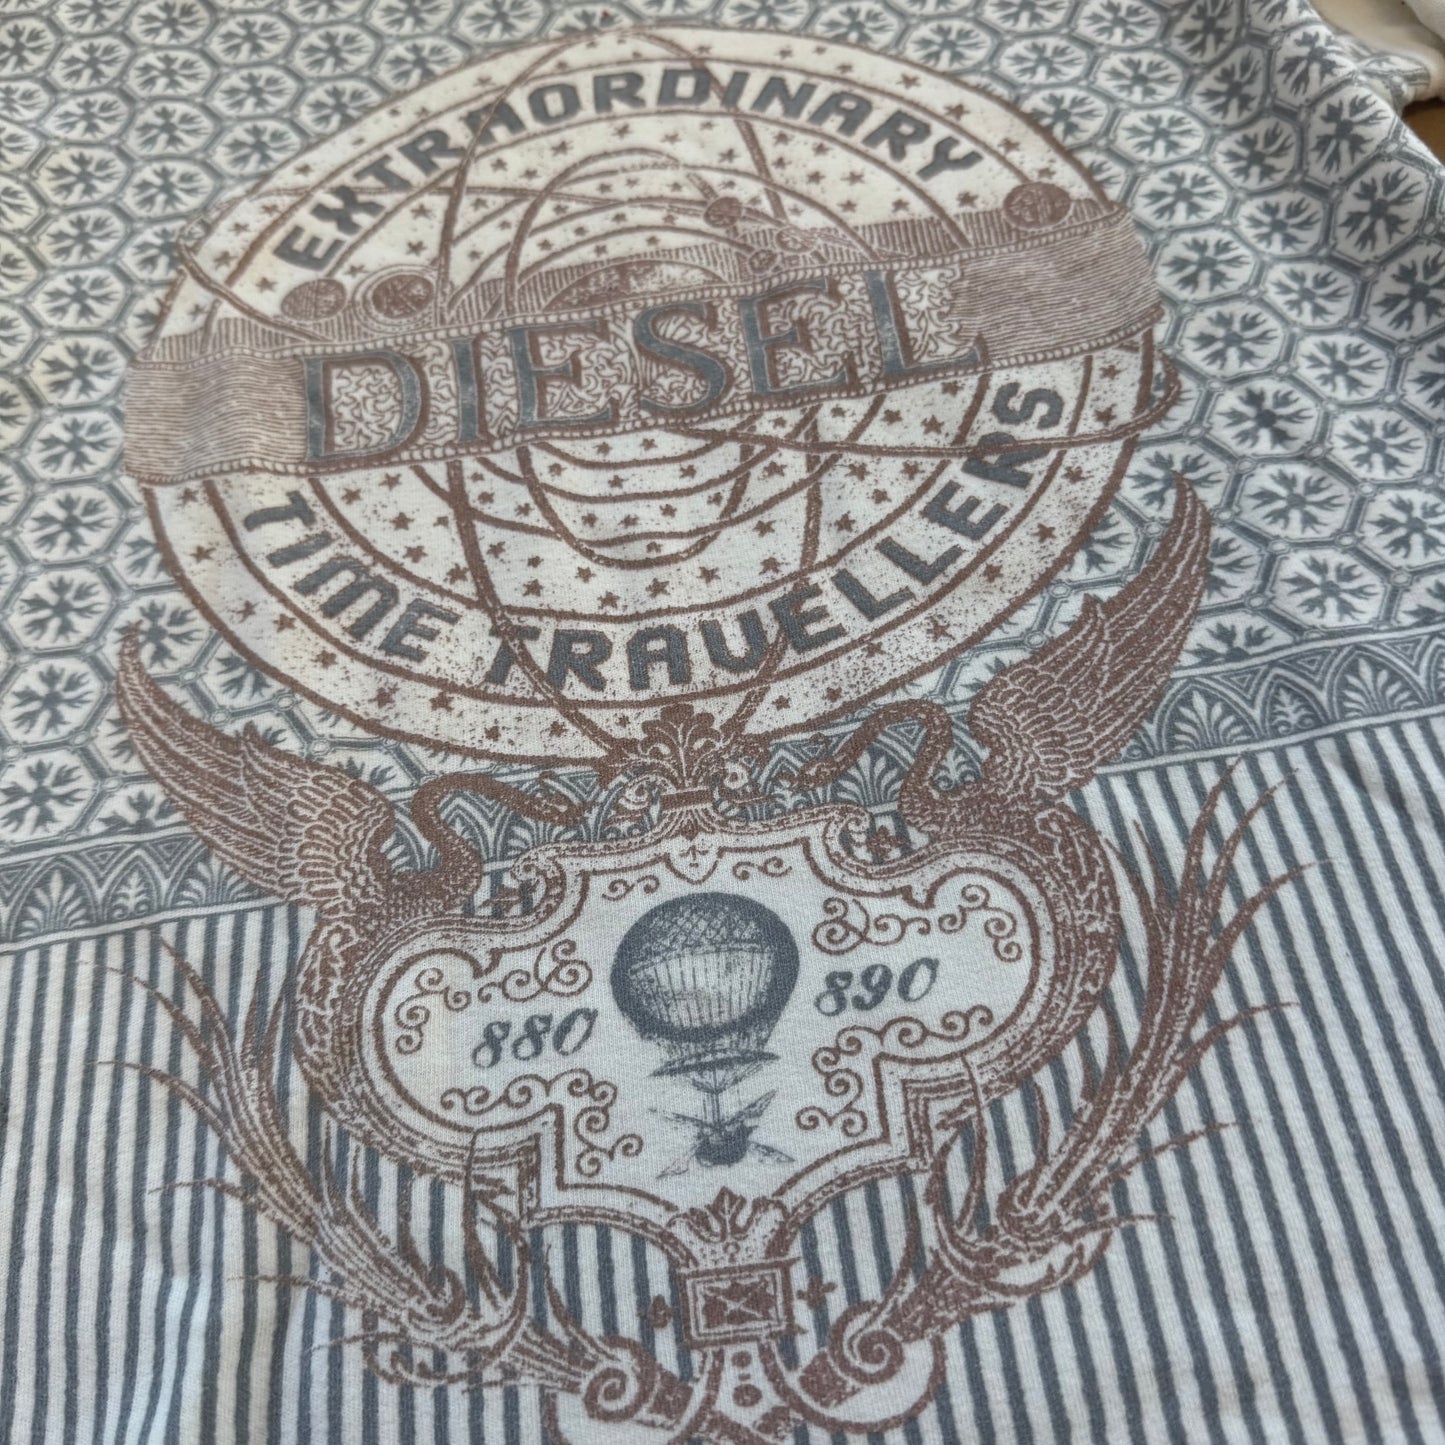 EXTRAORDINARY
DIESEL
TIME TRAVELLERS
880
890